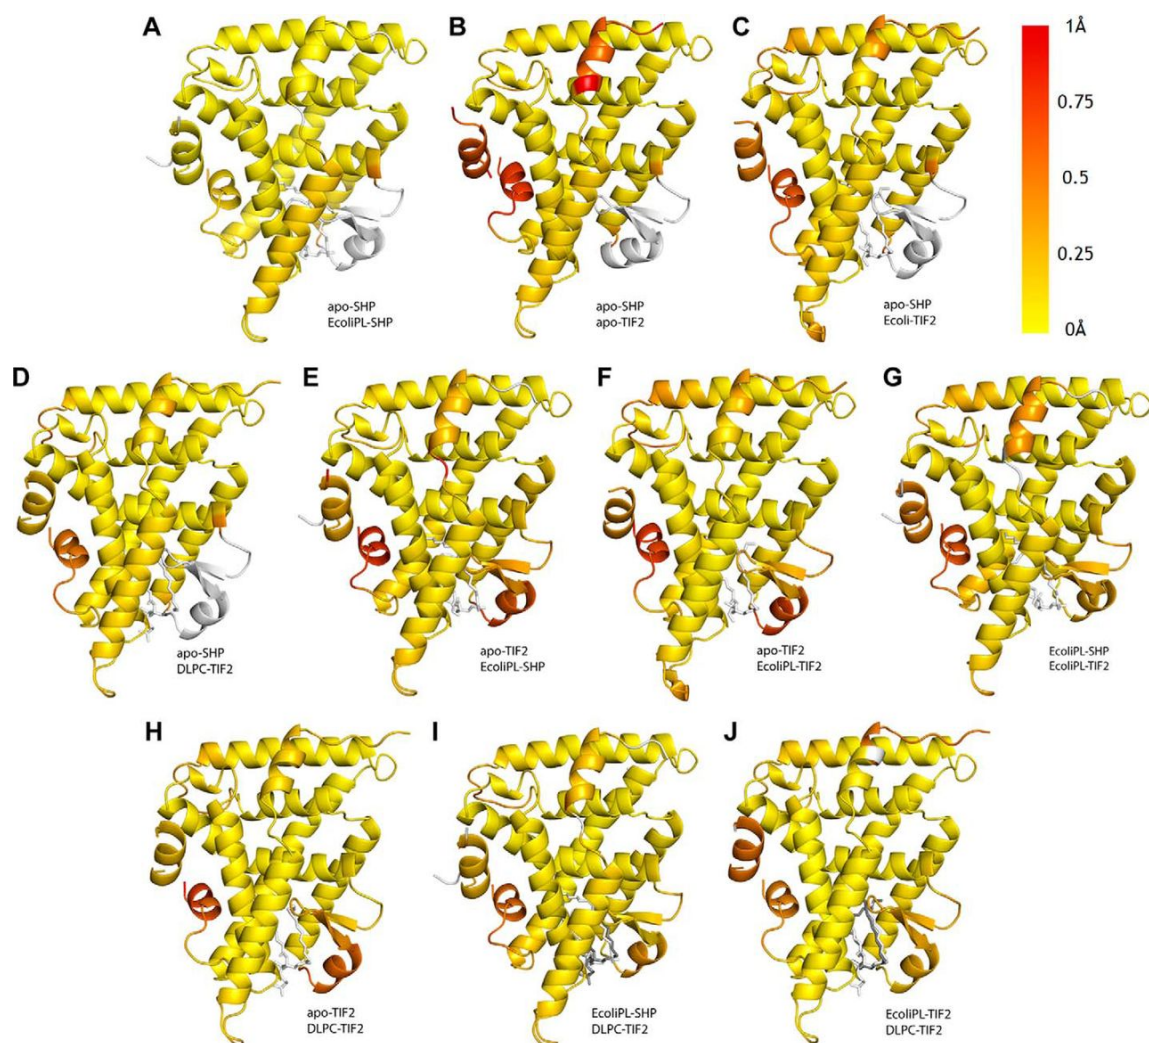 A
B
C
1Å
0.75
0.5
0.25
0Å
apo-SHP
EcoliPL-SHP
apo-SHP
apo-TIF2
apo-SHP
Ecoli-TIF2
D
E
F
G
apo-SHP
DLPC-TIF2
apo-TIF2
EcoliPL-SHP
apo-TIF2
EcoliPL-TIF2
EcoliPL-SHP
EcoliPL-TIF2
H
I
J
apo-TIF2
DLPC-TIF2
EcoliPL-SHP
DLPC-TIF2
EcoliPL-TIF2
DLPC-TIF2